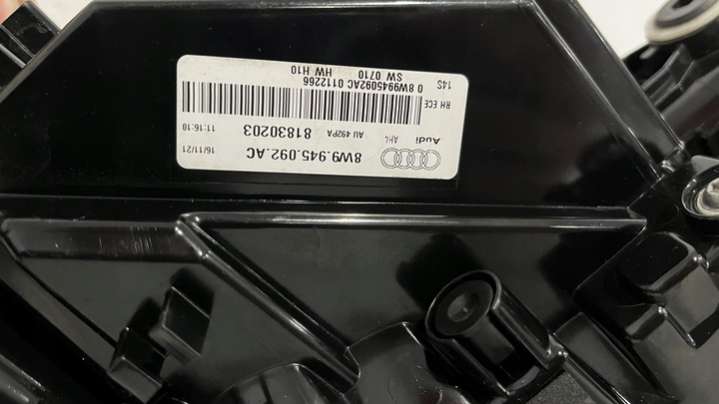 8W9.945.092.AC 16/11/21
Audi AHL AU 492PA 81830203 11:16:18
RH ECE
0 8W9945092AC 0112266
14S SW 0710 HW H10